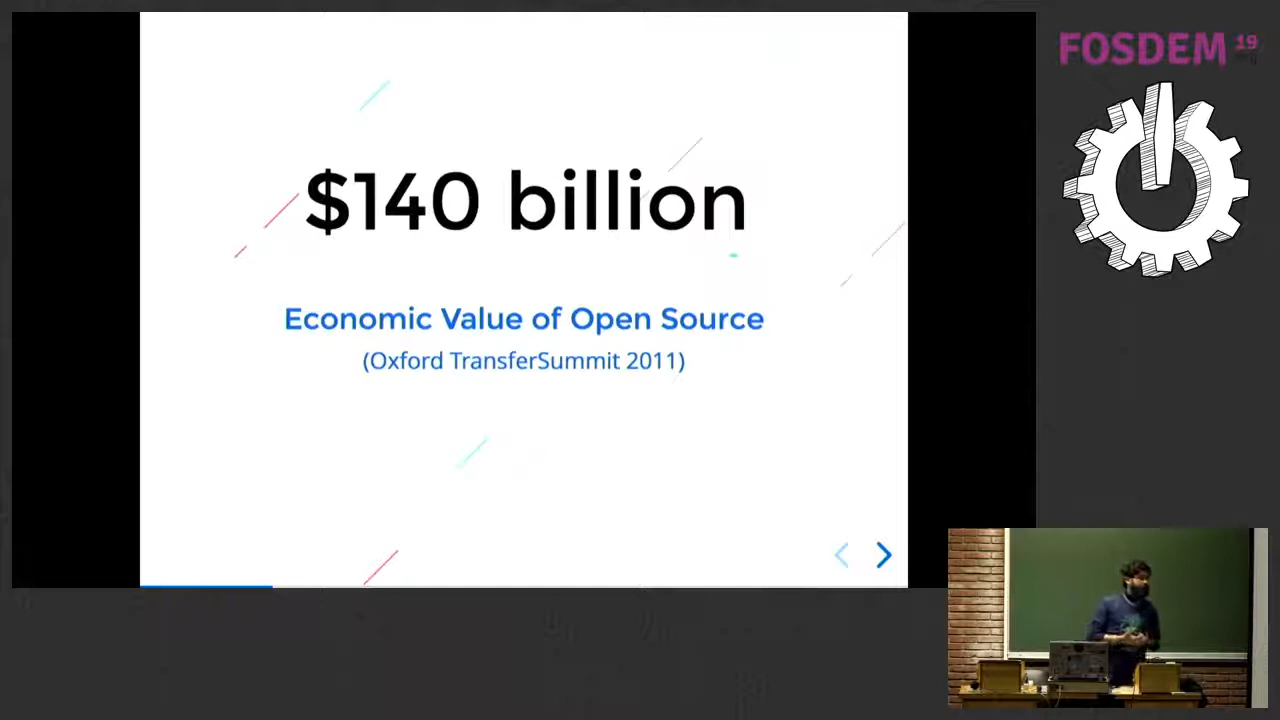 $140 billion
Economic Value of Open Source
(Oxford TransferSummit 2011)
FOSDEM 19